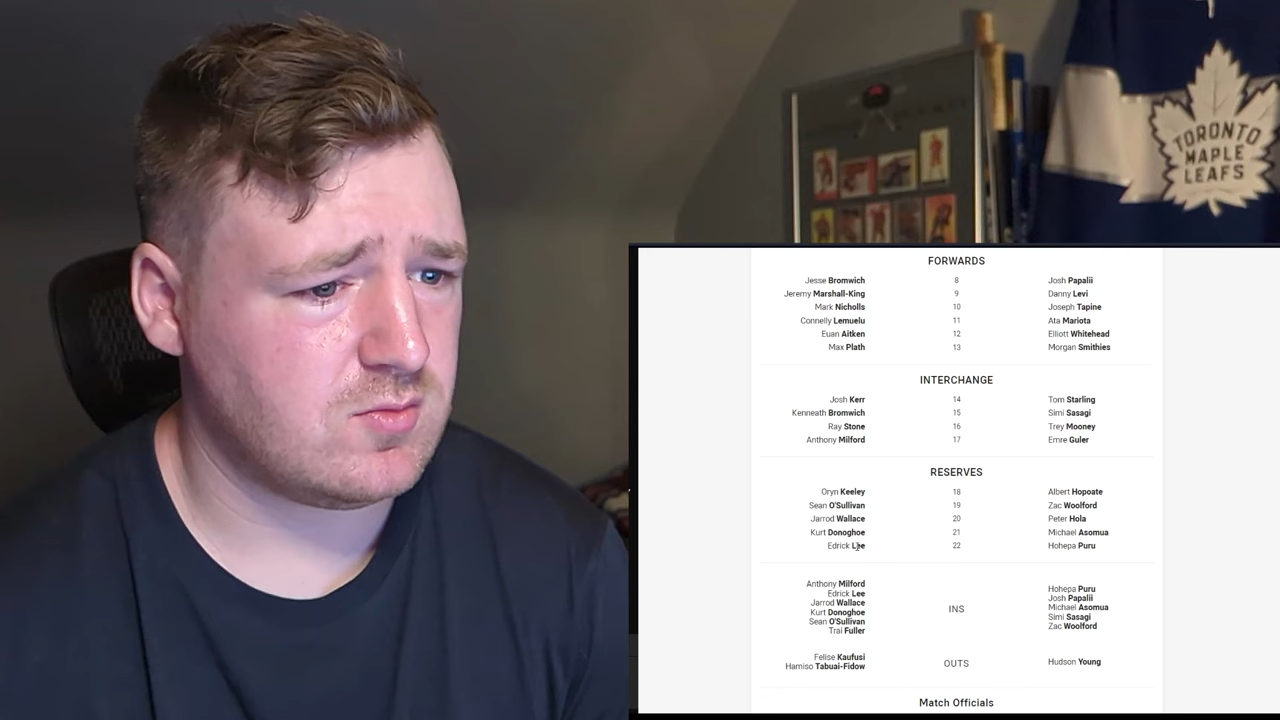 TORONTO
MAPLE
LEAFS
FORWARDS
Jesse Bromwich 8 Josh Papalii
Jeremy Marshall-King 9 Danny Levi
Mark Nicholls 10 Joseph Tapine
Connelly Lemuelu 11 Ata Mariota
Euan Aitken 12 Elliott Whitehead
Max Plath 13 Morgan Smithies
INTERCHANGE
Josh Kerr 14 Tom Starling
Kenneath Bromwich 15 Simi Sasagi
Ray Stone 16 Trey Mooney
Anthony Milford 17 Emre Guler
RESERVES
Oryn Keeley 18 Albert Hopoate
Sean O'Sullivan 19 Zac Woolford
Jarrod Wallace 20 Peter Hola
Kurt Donoghoe 21 Michael Asomua
Edrick Lee 22 Hohepa Puru
Anthony Milford
Edrick Lee
Jarrod Wallace
Kurt Donoghoe
Sean O'Sullivan
Trai Fuller
INS
Hohepa Puru
Josh Papalii
Michael Asomua
Simi Sasagi
Zac Woolford
Felise Kaufusi
Hamiso Tabuai-Fidow
OUTS
Hudson Young
Match Officials